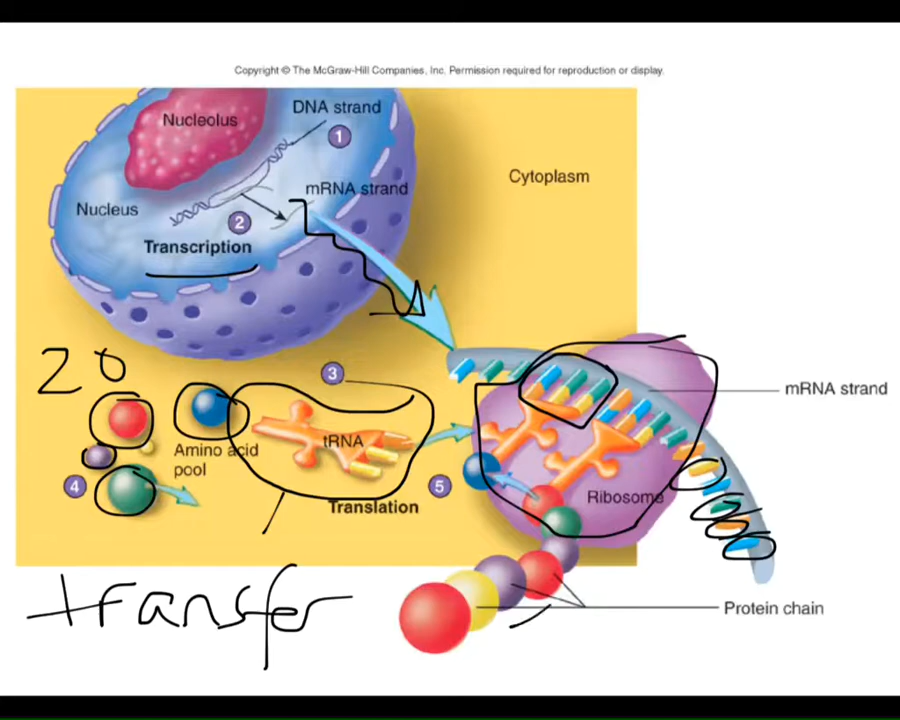 Copyright © The McGraw-Hill Companies, Inc. Permission required for reproduction or display.
Nucleolus
DNA strand
1
mRNA strand
Cytoplasm
Nucleus
2
Transcription
20
3
mRNA strand
tRNA
Amino acid
pool
4
5
Ribosome
Translation
transfer
Protein chain